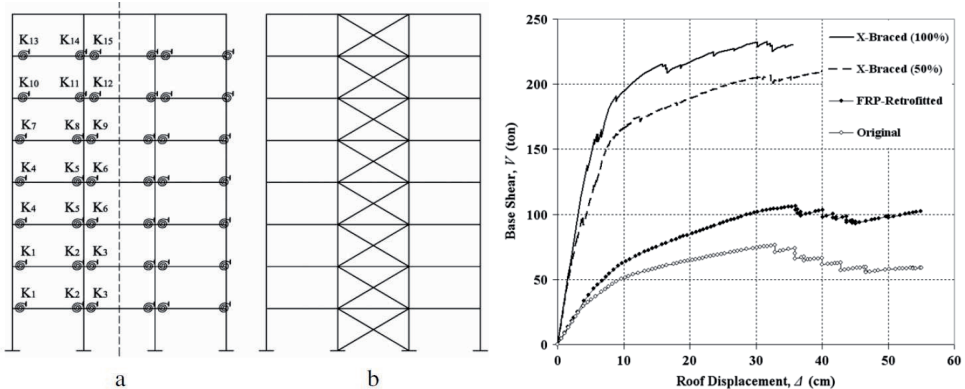 K13 K14 K15
K10 K11 K12
K7 K8 K9
K4 K5 K6
K4 K5 K6
K1 K2 K3
K1 K2 K3
a
b
250
200
150
100
50
0
Base Shear, V (ton)
0 10 20 30 40 50 60
Roof Displacement, Δ (cm)
X-Braced (100%)
X-Braced (50%)
FRP-Retrofitted
Original